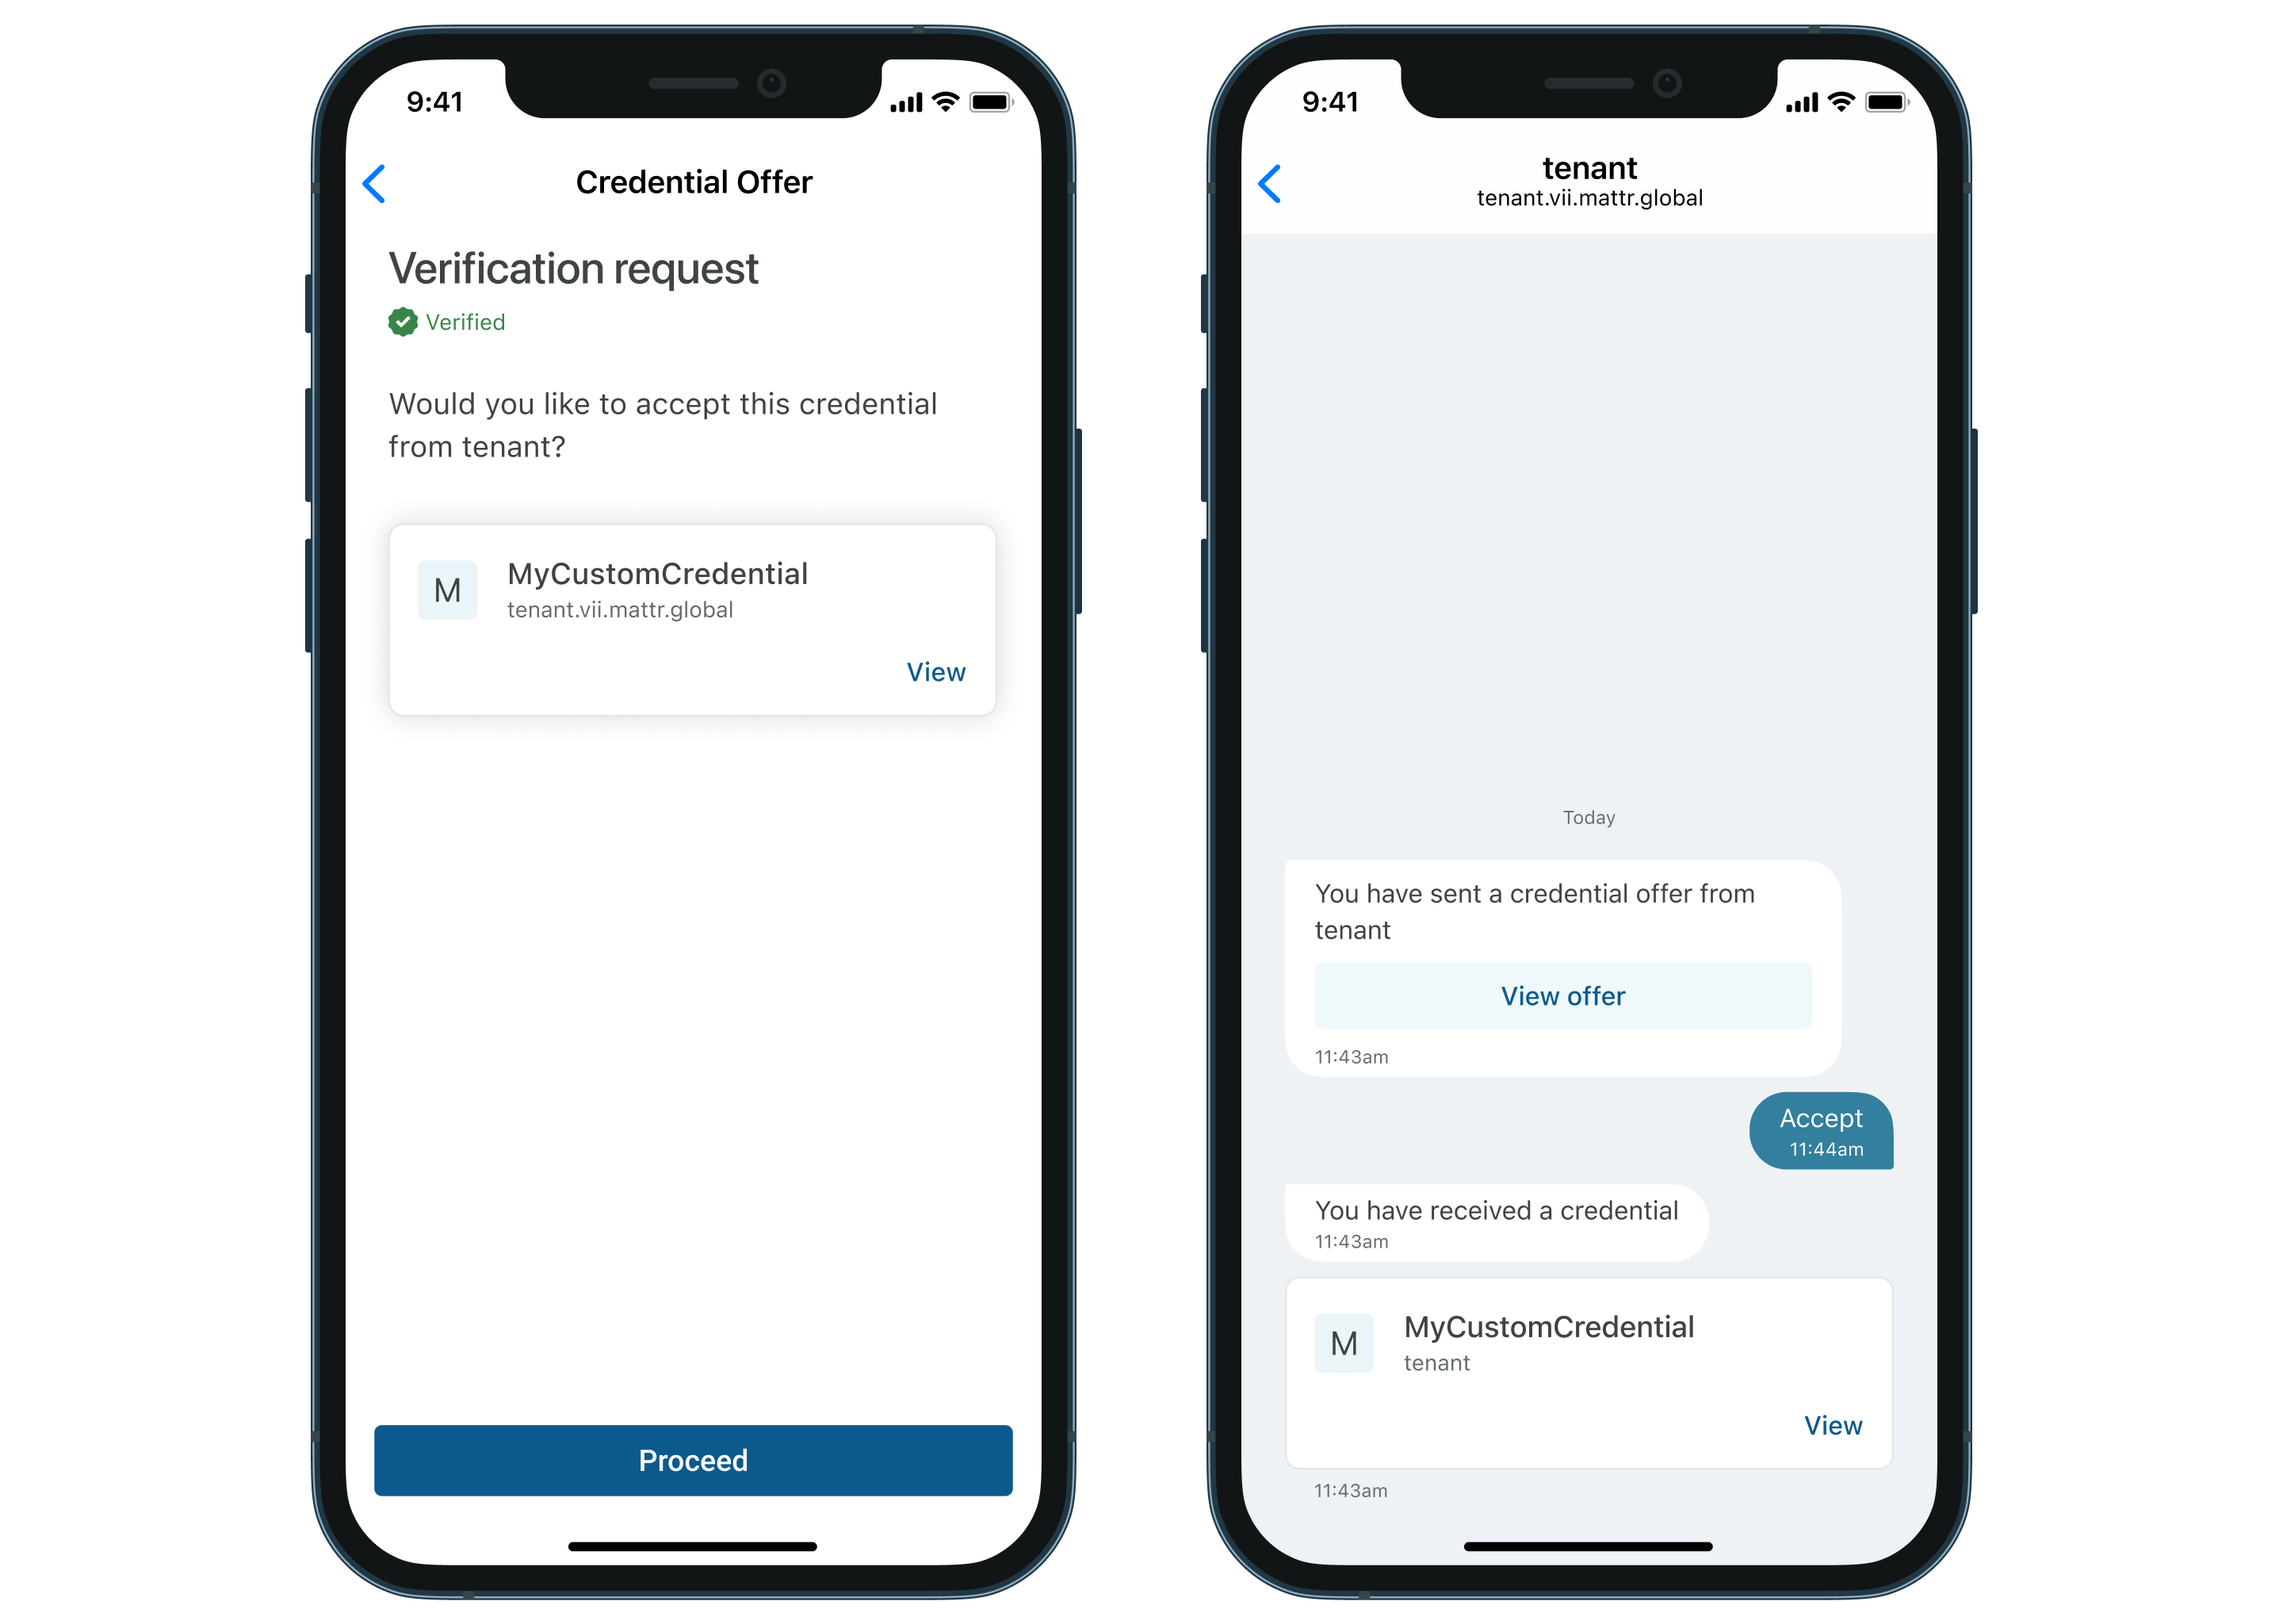 9:41
Credential Offer
Verification request
Verified
Would you like to accept this credential
from tenant?
M
MyCustomCredential
tenant.vii.mattr.global
View
Proceed
9:41
tenant
tenant.vii.mattr.global
Today
You have sent a credential offer from
tenant
View offer
11:43am
Accept
11:44am
You have received a credential
11:43am
M
MyCustomCredential
tenant
View
11:43am